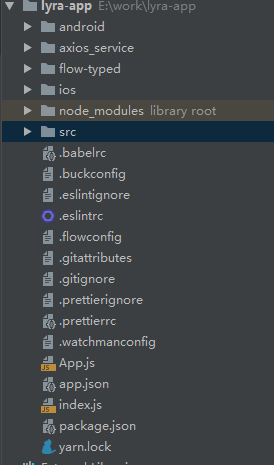 lyra-app E:\work\lyra-app
android
axios_service
flow-typed
ios
node_modules library root
src
.babelrc
.buckconfig
.eslintignore
.eslintrc
.flowconfig
.gitattributes
.gitignore
.prettierignore
.prettierrc
.watchmanconfig
App.js
app.json
index.js
package.json
yarn.lock